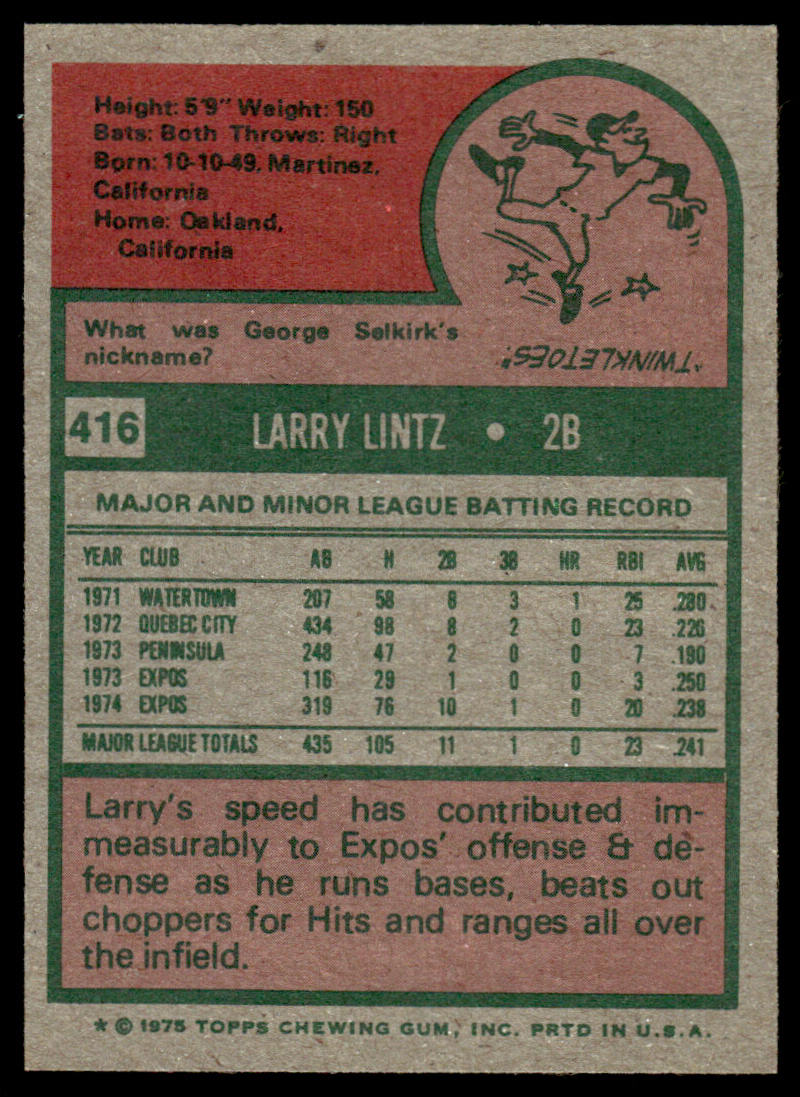 Height: 5'9" Weight: 150
Bats: Both Throws: Right
Born: 10-10-49, Martinez,
California
Home: Oakland,
California
What was George Selkirk's
nickname?
"TWINKLETOES".
416 LARRY LINTZ • 2B
MAJOR AND MINOR LEAGUE BATTING RECORD
YEAR CLUB AB H 2B 3B HR RBI AVG
1971 WATERTOWN 207 58 8 3 1 25 .280
1972 QUEBEC CITY 434 98 8 2 0 23 .226
1973 PENINSULA 248 47 2 0 0 7 .190
1973 EXPOS 116 29 1 0 0 3 .250
1974 EXPOS 319 76 10 1 0 20 .238
MAJOR LEAGUE TOTALS 435 105 11 1 0 23 .241
Larry's speed has contributed im-
measurably to Expos' offense & de-
fense as he runs bases, beats out
choppers for Hits and ranges all over
the infield.
* © 1975 TOPPS CHEWING GUM, INC. PRTD IN U.S.A.